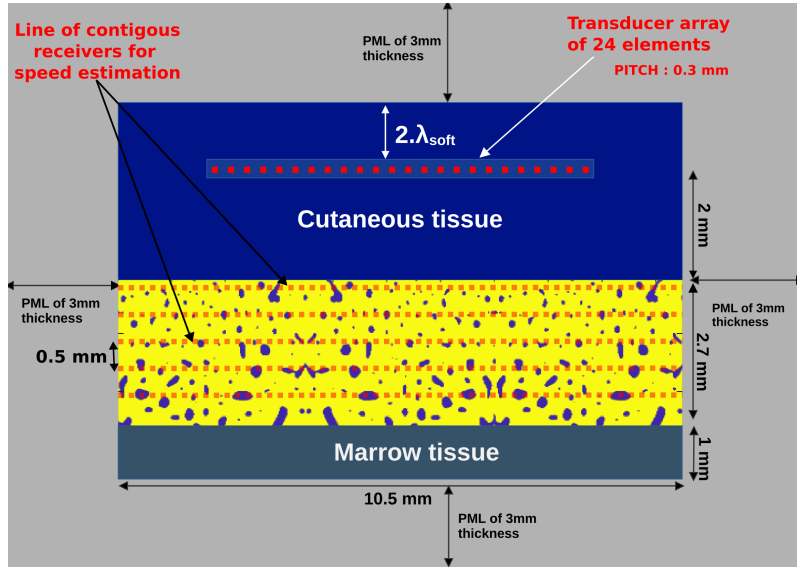 Line of contigous
receivers for
speed estimation
PML of 3mm
thickness
Transducer array
of 24 elements
PITCH : 0.3 mm
2.λsoft
Cutaneous tissue
2 mm
PML of 3mm
thickness
PML of 3mm
thickness
0.5 mm
2.7 mm
Marrow tissue
1 mm
10.5 mm
PML of 3mm
thickness